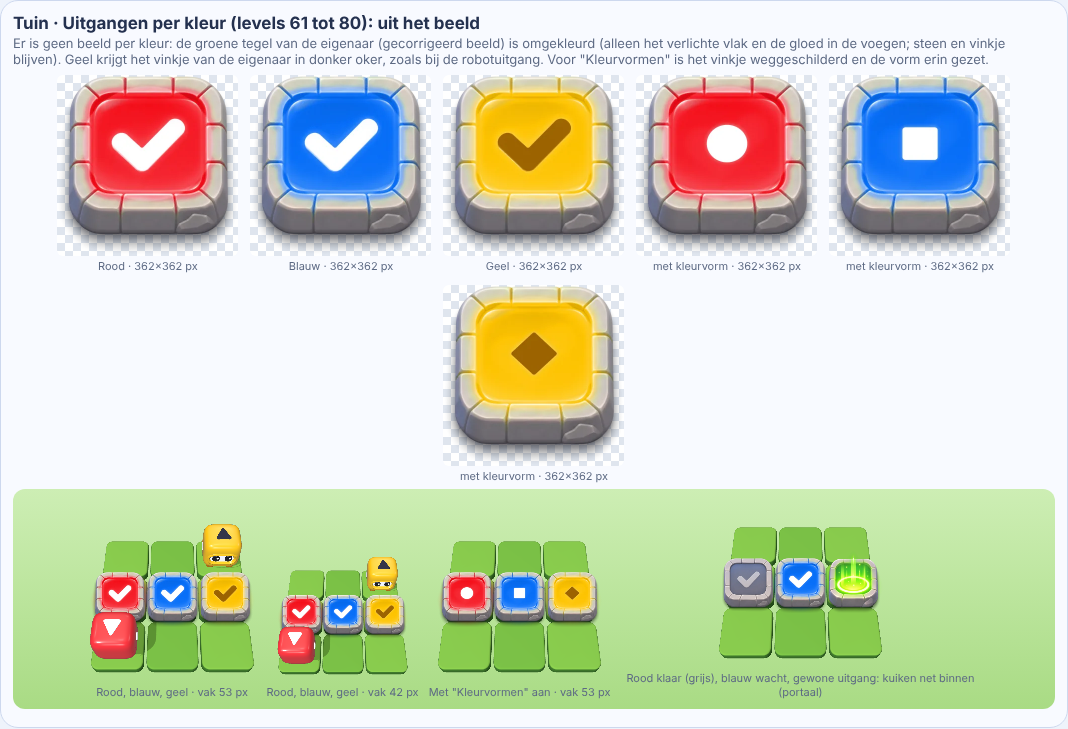 Tuin · Uitgangen per kleur (levels 61 tot 80): uit het beeld
Er is geen beeld per kleur: de groene tegel van de eigenaar (gecorrigeerd beeld) is omgekleurd (alleen het verlichte vlak en de gloed in de voegen; steen en vinkje
blijven). Geel krijgt het vinkje van de eigenaar in donker oker, zoals bij de robotuitgang. Voor "Kleurvormen" is het vinkje weggeschilderd en de vorm erin gezet.
Rood · 362×362 px
Blauw · 362×362 px
Geel · 362×362 px
met kleurvorm · 362×362 px
met kleurvorm · 362×362 px
met kleurvorm · 362×362 px
Rood, blauw, geel · vak 53 px
Rood, blauw, geel · vak 42 px
Met "Kleurvormen" aan · vak 53 px
Rood klaar (grijs), blauw wacht, gewone uitgang: kuiken net binnen
(portaal)